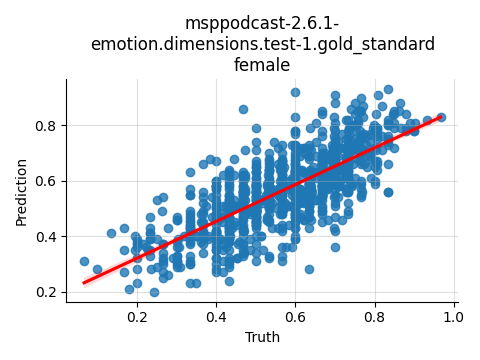 msppodcast-2.6.1-
emotion.dimensions.test-1.gold_standard
female
Prediction
0.8
0.6
0.4
0.2
0.2 0.4 0.6 0.8 1.0
Truth